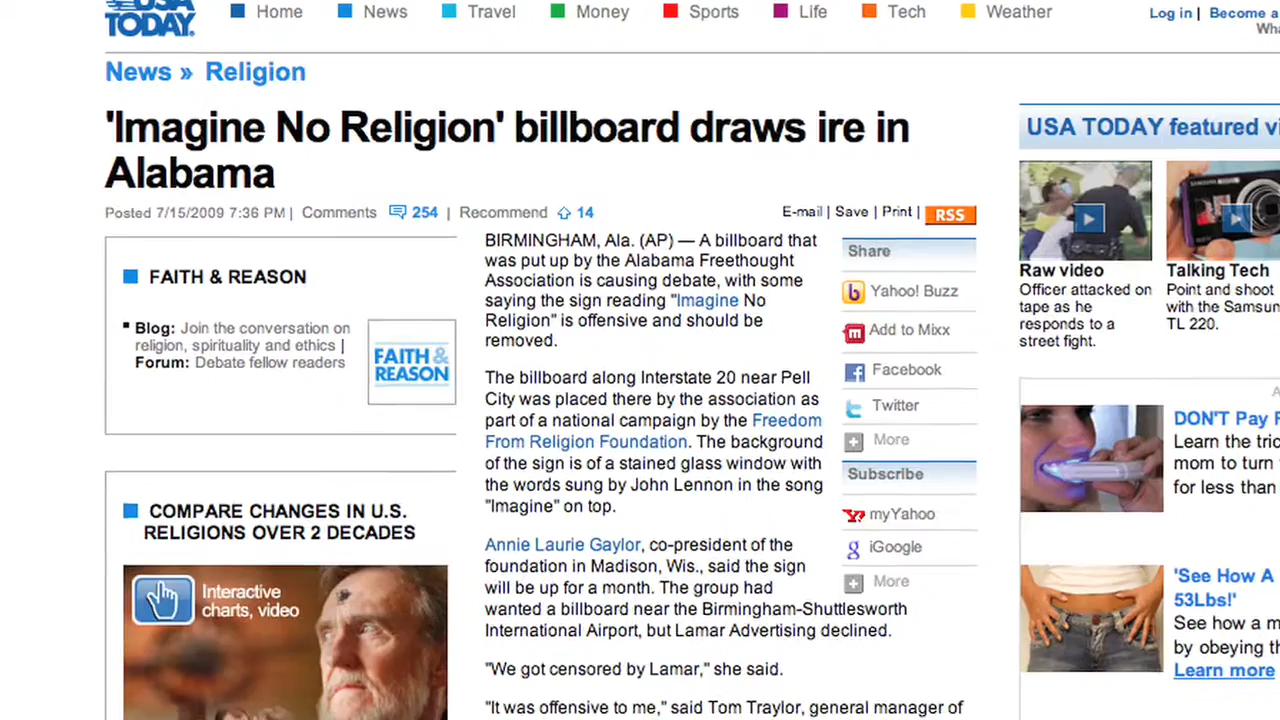 USA
TODAY.
Home
News
Travel
Money
Sports
Life
Tech
Weather
Log in | Become a
News » Religion
'Imagine No Religion' billboard draws ire in
Alabama
Posted 7/15/2009 7:36 PM | Comments 254 | Recommend 14
E-mail | Save | Print | RSS
FAITH & REASON
Blog: Join the conversation on
religion, spirituality and ethics |
Forum: Debate fellow readers
FAITH &
REASON
COMPARE CHANGES IN U.S.
RELIGIONS OVER 2 DECADES
Interactive
charts, video
BIRMINGHAM, Ala. (AP) — A billboard that
was put up by the Alabama Freethought
Association is causing debate, with some
saying the sign reading "Imagine No
Religion" is offensive and should be
removed.
The billboard along Interstate 20 near Pell
City was placed there by the association as
part of a national campaign by the Freedom
From Religion Foundation. The background
of the sign is of a stained glass window with
the words sung by John Lennon in the song
"Imagine" on top.
Annie Laurie Gaylor, co-president of the
foundation in Madison, Wis., said the sign
will be up for a month. The group had
wanted a billboard near the Birmingham-Shuttlesworth
International Airport, but Lamar Advertising declined.
"We got censored by Lamar," she said.
"It was offensive to me," said Tom Traylor, general manager of
Share
Yahoo! Buzz
Add to Mixx
Facebook
Twitter
More
Subscribe
myYahoo
iGoogle
More
USA TODAY featured vi
Raw video
Officer attacked on
tape as he
responds to a
street fight.
Talking Tech
Point and shoot
with the Samsun
TL 220.
DON'T Pay
Learn the tric
mom to turn
for less than
'See How A
53Lbs!'
See how a m
by obeying th
Learn more